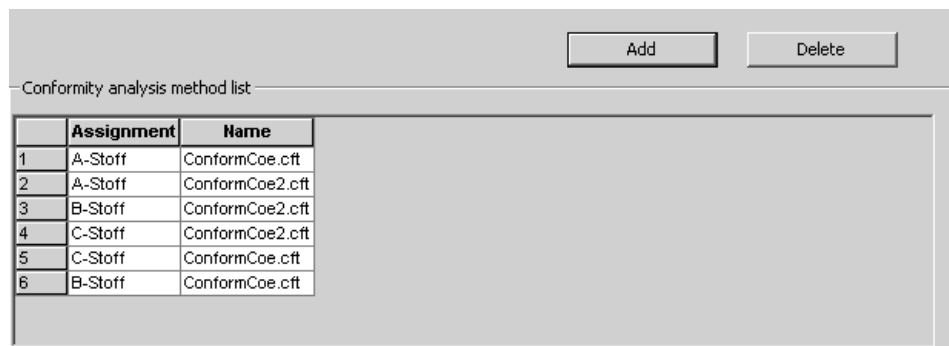 Add Delete
Conformity analysis method list
Assignment Name
1 A-Stoff ConformCoe.cft
2 A-Stoff ConformCoe2.cft
3 B-Stoff ConformCoe2.cft
4 C-Stoff ConformCoe2.cft
5 C-Stoff ConformCoe.cft
6 B-Stoff ConformCoe.cft